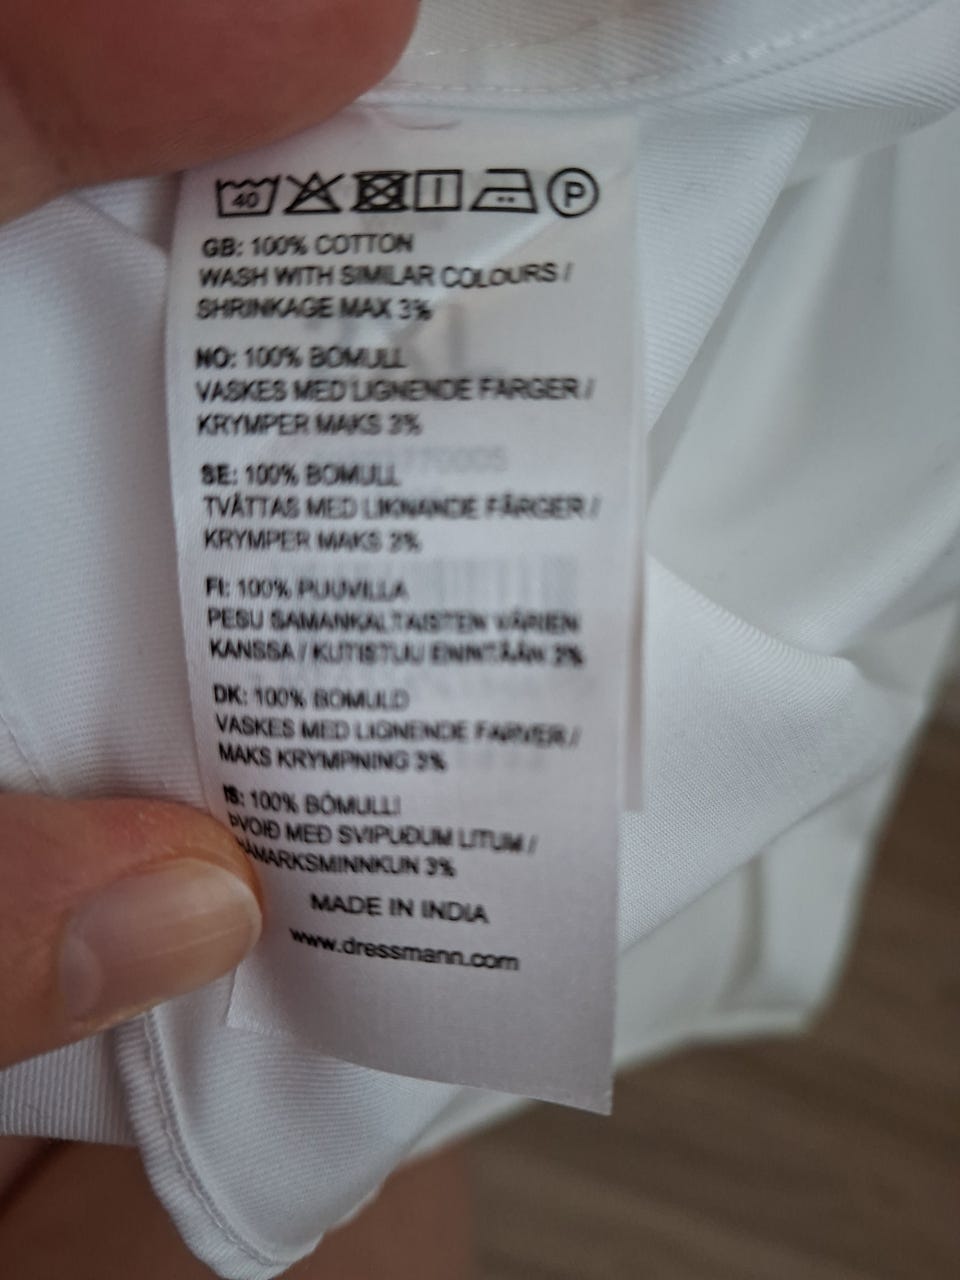 40 P
GB: 100% COTTON
WASH WITH SIMILAR COLOURS /
SHRINKAGE MAX 3%
NO: 100% BOMULL
VASKES MED LIGNENDE FARGER /
KRYMPER MAKS 3%
SE: 100% BOMULL
TVÄTTAS MED LIKNANDE FÄRGER /
KRYMPER MAKS 3%
FI: 100% PUUVILLA
PESU SAMANKALTAISTEN VÄRIEN
KANSSA / KUTISTUU ENINTÄÄN 3%
DK: 100% BOMULD
VASKES MED LIGNENDE FARVER /
MAKS KRYMPNING 3%
IS: 100% BÓMULL
ÞVOIÐ MED SVIPUÐUM LITUM /
HÁMARKSMINNKUN 3%
MADE IN INDIA
www.dressmann.com